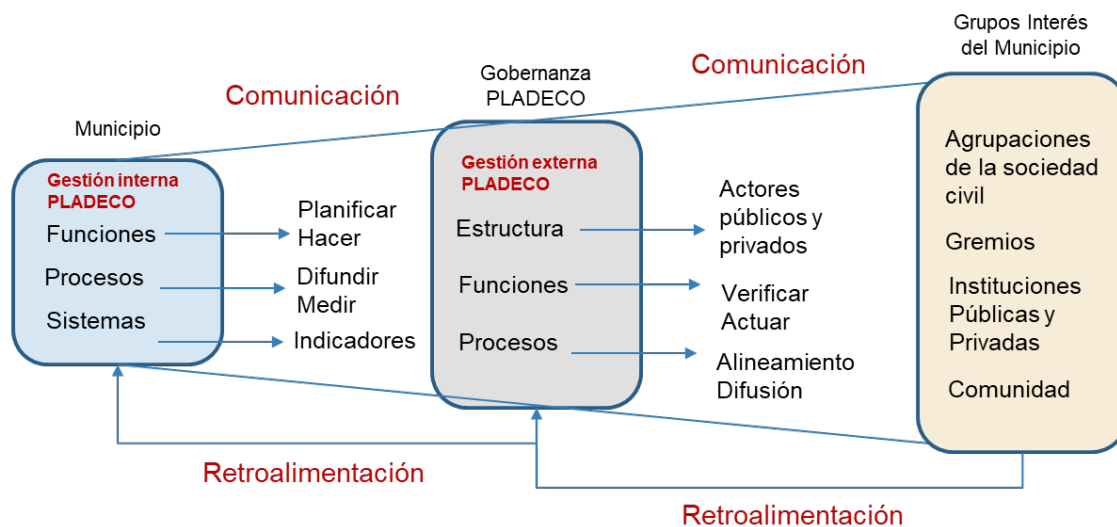 Grupos Interés
del Municipio
Comunicación
Comunicación
Gobernanza
PLADECO
Municipio
Gestión interna
PLADECO
Funciones
Procesos
Sistemas
Planificar
Hacer
Difundir
Medir
Indicadores
Gestión externa
PLADECO
Estructura
Funciones
Procesos
Actores
públicos y
privados
Verificar
Actuar
Alineamiento
Difusión
Agrupaciones
de la sociedad
civil
Gremios
Instituciones
Públicas y
Privadas
Comunidad
Retroalimentación
Retroalimentación